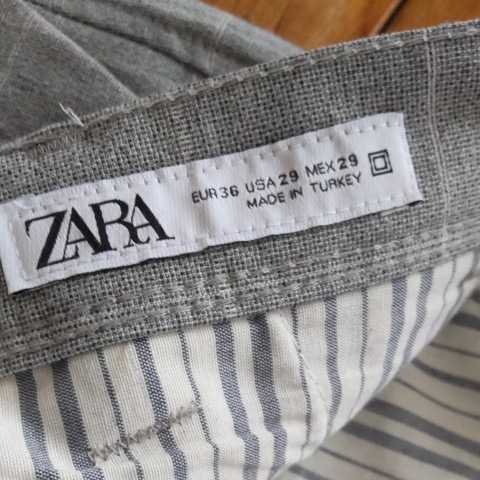 ZARA
EUR 36 USA 29 MEX 29
MADE IN TURKEY